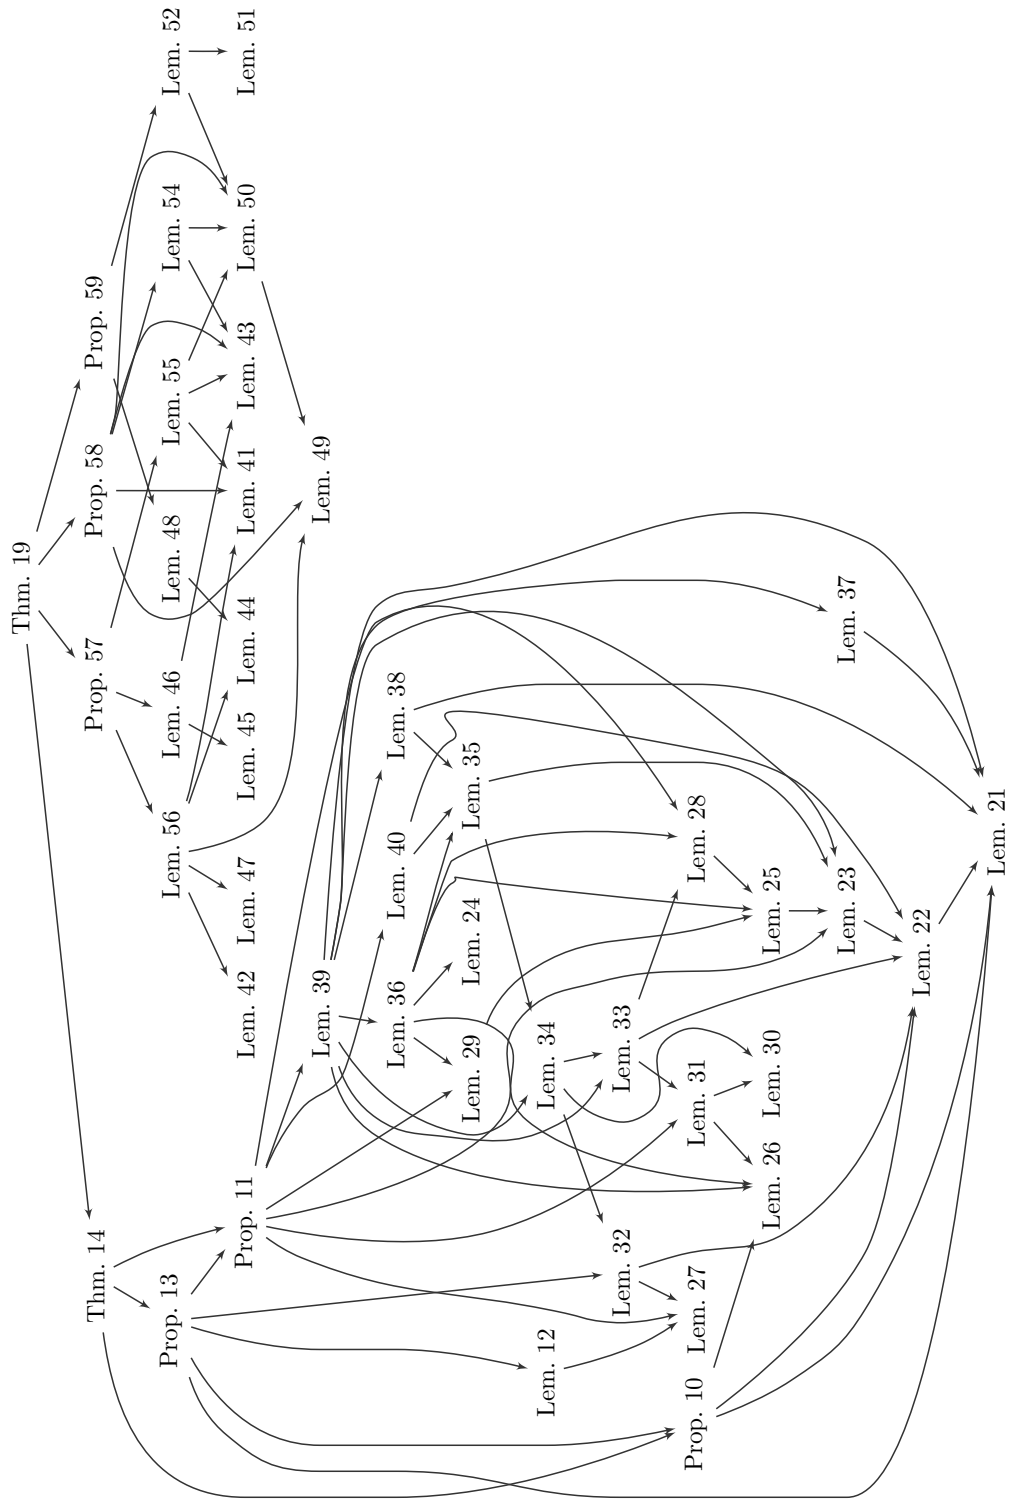 Thm. 19
Thm. 14
Prop. 57
Prop. 58
Prop. 59
Prop. 13
Lem. 56
Lem. 46
Lem. 48
Lem. 55
Lem. 54
Lem. 52
Prop. 11
Lem. 42
Lem. 47
Lem. 45
Lem. 44
Lem. 41
Lem. 43
Lem. 50
Lem. 51
Lem. 39
Lem. 49
Lem. 36
Lem. 40
Lem. 38
Lem. 29
Lem. 24
Lem. 35
Lem. 12
Lem. 34
Lem. 32
Lem. 33
Prop. 10
Lem. 27
Lem. 31
Lem. 28
Lem. 26
Lem. 30
Lem. 25
Lem. 23
Lem. 37
Lem. 22
Lem. 21